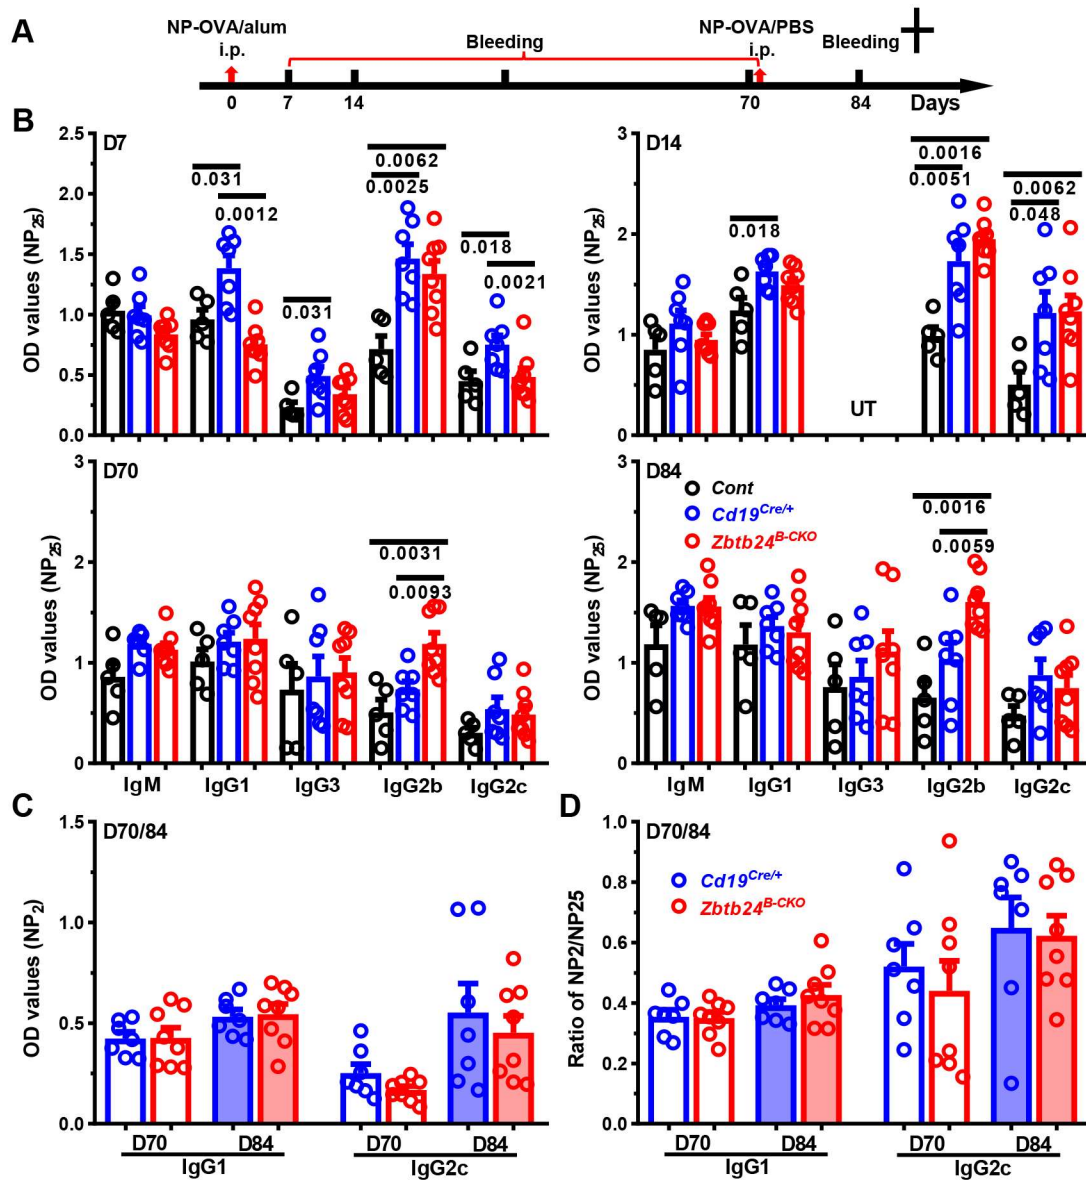 A
NP-OVA/alum
i.p.
Bleeding
NP-OVA/PBS
i.p.
Bleeding
0 7 14 70 84 Days
B
D7
OD values (NP25)
2.5
2.0
1.5
1.0
0.5
0.0
0.031
0.0012
0.031
0.0062
0.0025
0.018
0.0021
D14
OD values (NP25)
3
2
1
0
0.018
UT
0.0016
0.0051
0.0062
0.048
D70
OD values (NP25)
3
2
1
0
0.0031
0.0093
IgM IgG1 IgG3 IgG2b IgG2c
D84
OD values (NP25)
3
2
1
0
Cont
Cd19Cre/+
Zbtb24B-CKO
0.0016
0.0059
IgM IgG1 IgG3 IgG2b IgG2c
C
D70/84
OD values (NP2)
1.5
1.0
0.5
0.0
D70 D84 D70 D84
IgG1 IgG2c
D
D70/84
Ratio of NP2/NP25
1.0
0.8
0.6
0.4
0.2
0.0
Cd19Cre/+
Zbtb24B-CKO
D70 D84 D70 D84
IgG1 IgG2c